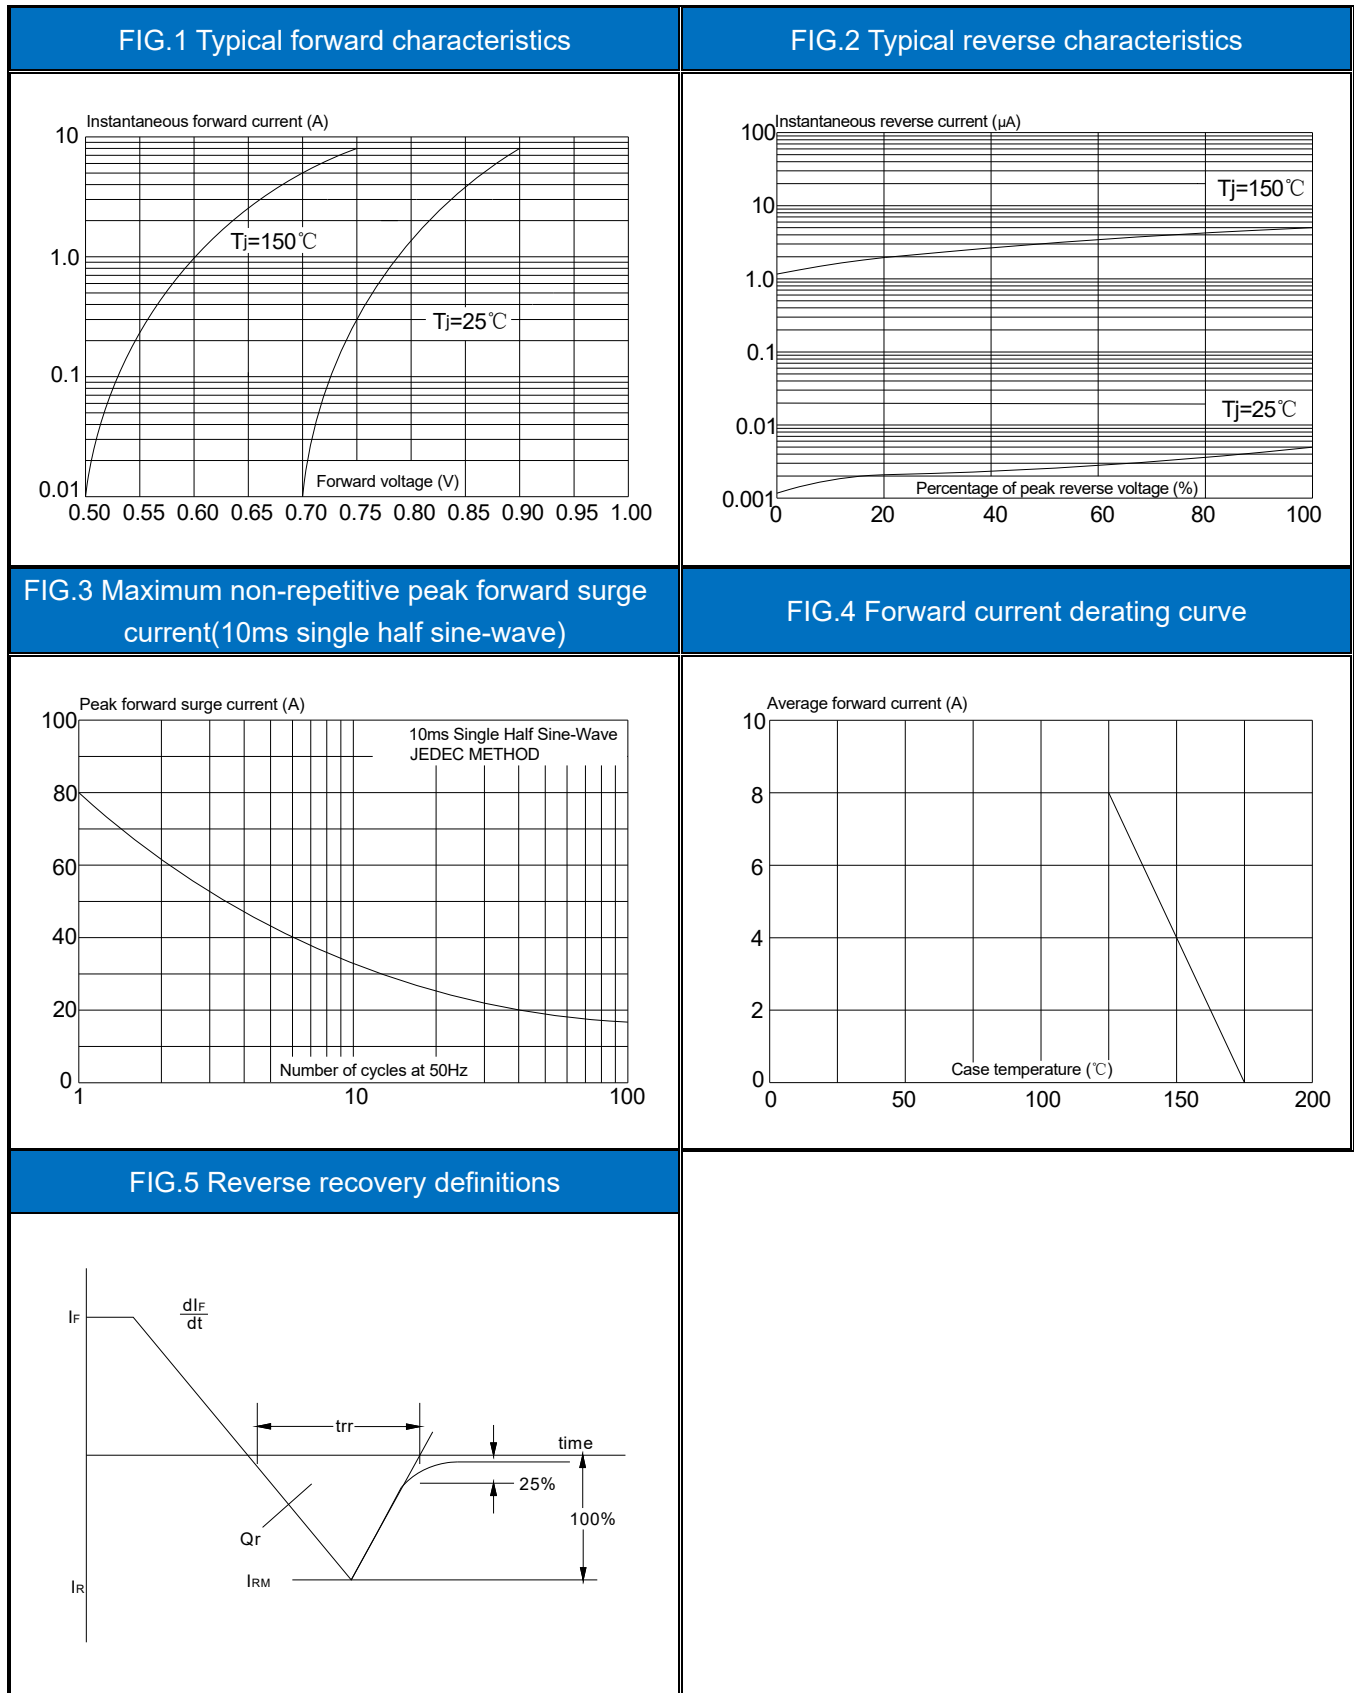 FIG.1 Typical forward characteristics
Instantaneous forward current (A)
10
1.0
0.1
0.01
Tj=150℃
Tj=25℃
Forward voltage (V)
0.50 0.55 0.60 0.65 0.70 0.75 0.80 0.85 0.90 0.95 1.00
FIG.2 Typical reverse characteristics
Instantaneous reverse current (μA)
100
10
1.0
0.1
0.01
0.001
Tj=150℃
Tj=25℃
Percentage of peak reverse voltage (%)
0 20 40 60 80 100
FIG.3 Maximum non-repetitive peak forward surge
current(10ms single half sine-wave)
Peak forward surge current (A)
100
80
60
40
20
0
10ms Single Half Sine-Wave
JEDEC METHOD
Number of cycles at 50Hz
1 10 100
FIG.4 Forward current derating curve
Average forward current (A)
10
8
6
4
2
0
Case temperature (℃)
0 50 100 150 200
FIG.5 Reverse recovery definitions
IF
dIF
dt
trr
time
25%
100%
Qr
IRM
IR